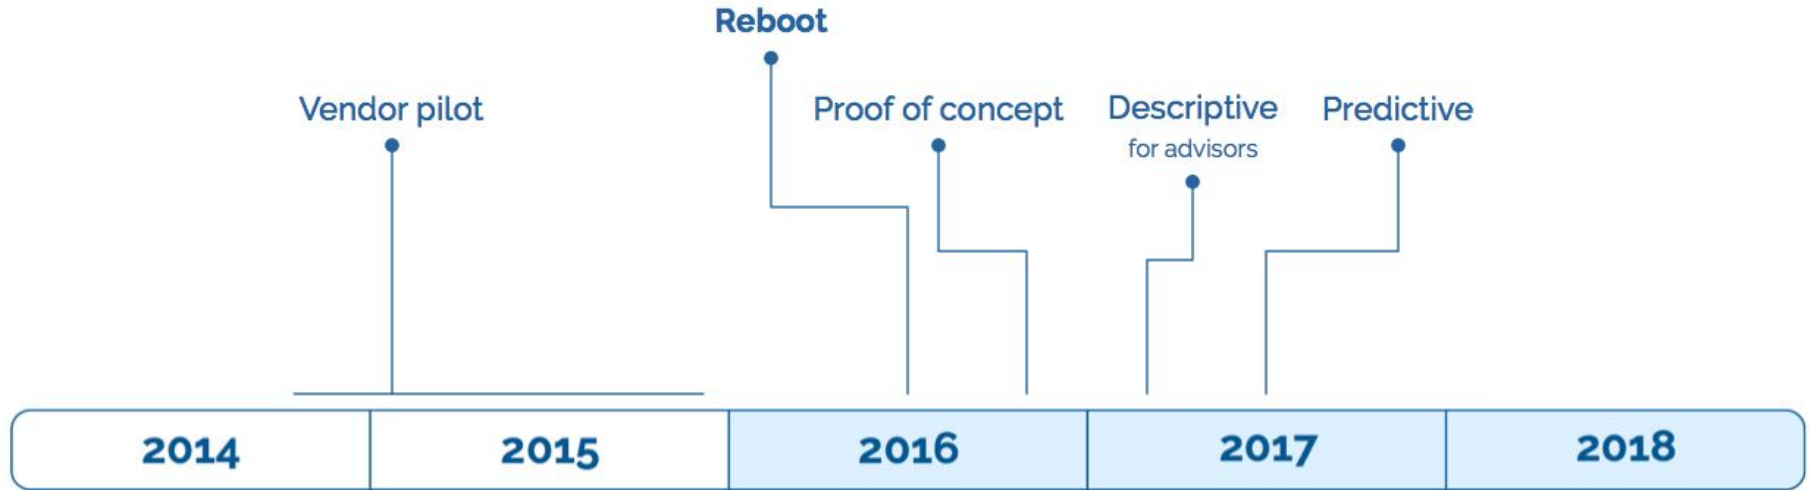 Reboot
Vendor pilot
Proof of concept
Descriptive
for advisors
Predictive
2014
2015
2016
2017
2018